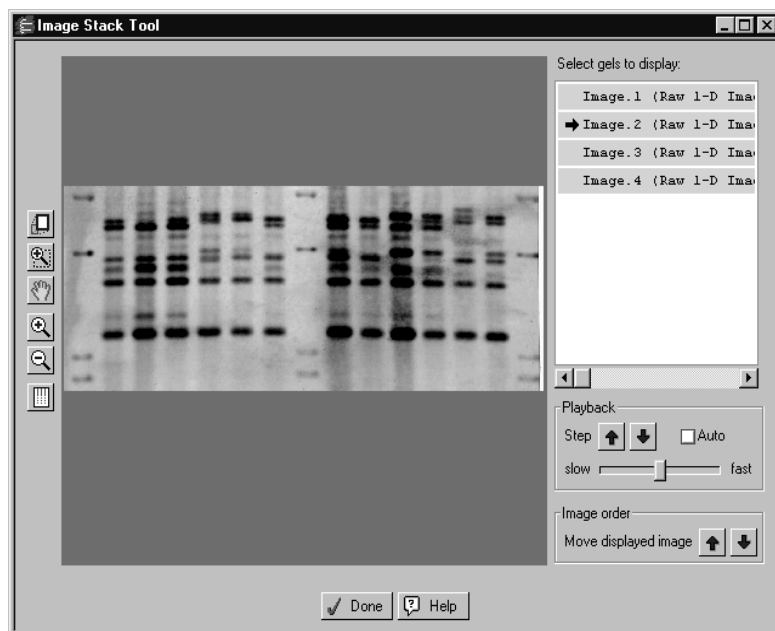 Image Stack Tool
Select gels to display:
Image.1 (Raw 1-D Ima
Image.2 (Raw 1-D Ima
Image.3 (Raw 1-D Ima
Image.4 (Raw 1-D Ima
Playback
Step
Auto
slow fast
Image order
Move displayed image
Done
? Help